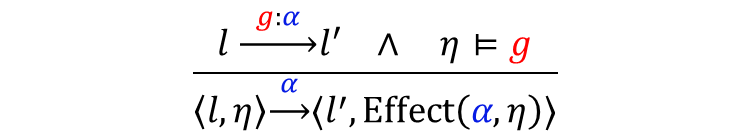 g:α
l ⟶ l′ ∧ η ⊨ g
α
⟨l, η⟩ ⟶ ⟨l′, Effect(α, η)⟩